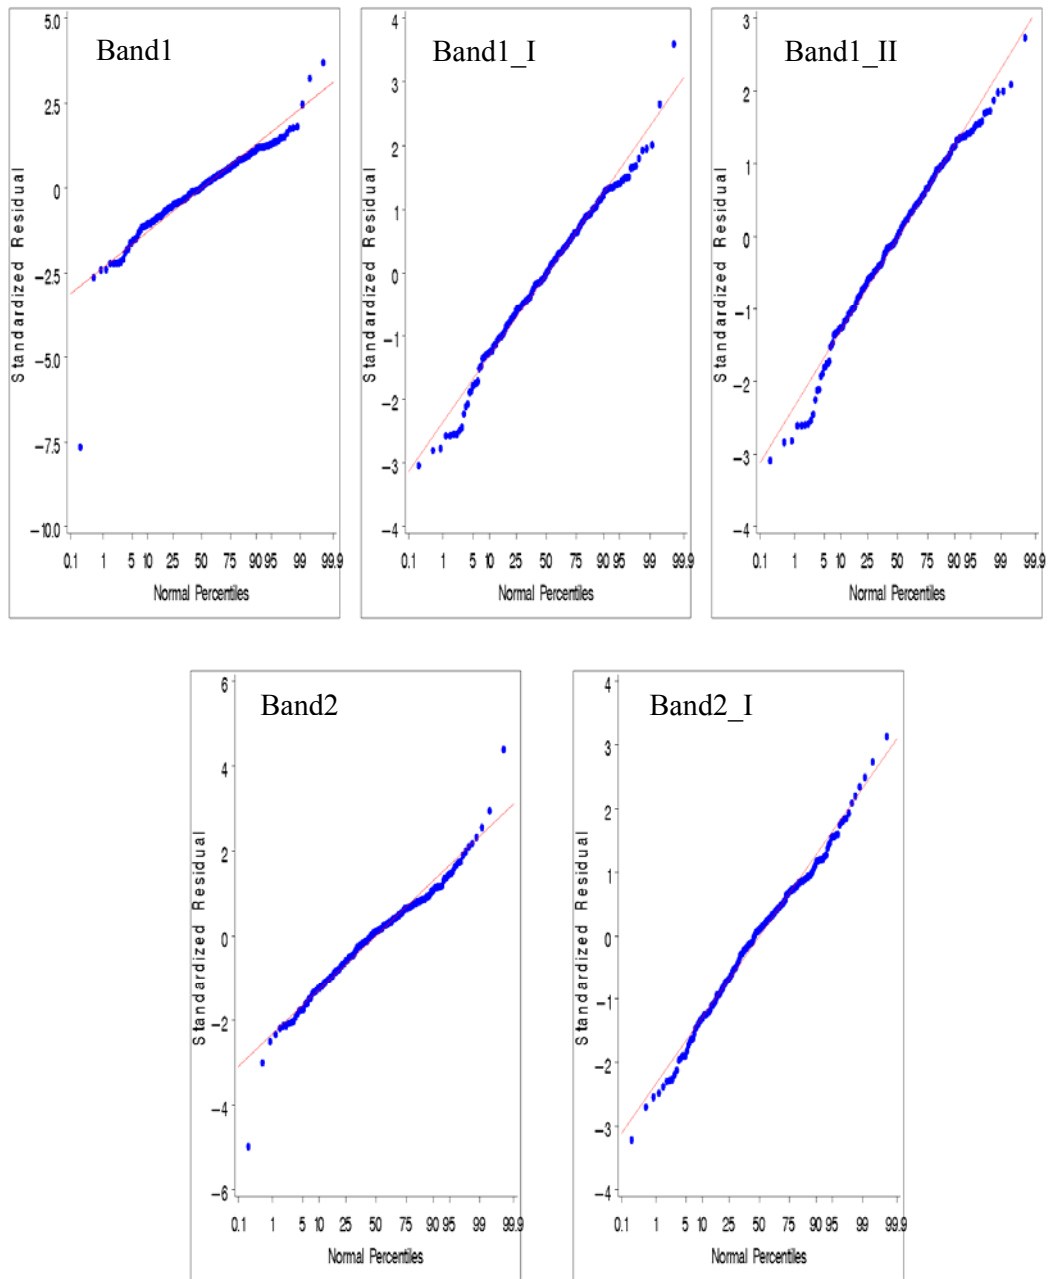 Band1
5.0
2.5
0
−2.5
−5.0
−7.5
−10.0
Standardized Residual
0.1 1 5 10 25 50 75 90 95 99 99.9
Normal Percentiles
Band1_I
4
3
2
1
0
−1
−2
−3
−4
Standardized Residual
0.1 1 5 10 25 50 75 90 95 99 99.9
Normal Percentiles
Band1_II
3
2
1
0
−1
−2
−3
−4
Standardized Residual
0.1 1 5 10 25 50 75 90 95 99 99.9
Normal Percentiles
Band2
6
4
2
0
−2
−4
−6
Standardized Residual
0.1 1 5 10 25 50 75 90 95 99 99.9
Normal Percentiles
Band2_I
4
3
2
1
0
−1
−2
−3
−4
Standardized Residual
0.1 1 5 10 25 50 75 90 95 99 99.9
Normal Percentiles